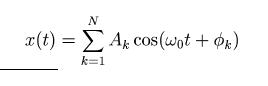 x(t) = \sum_{k=1}^{N} A_k \cos(\omega_0 t + \phi_k)